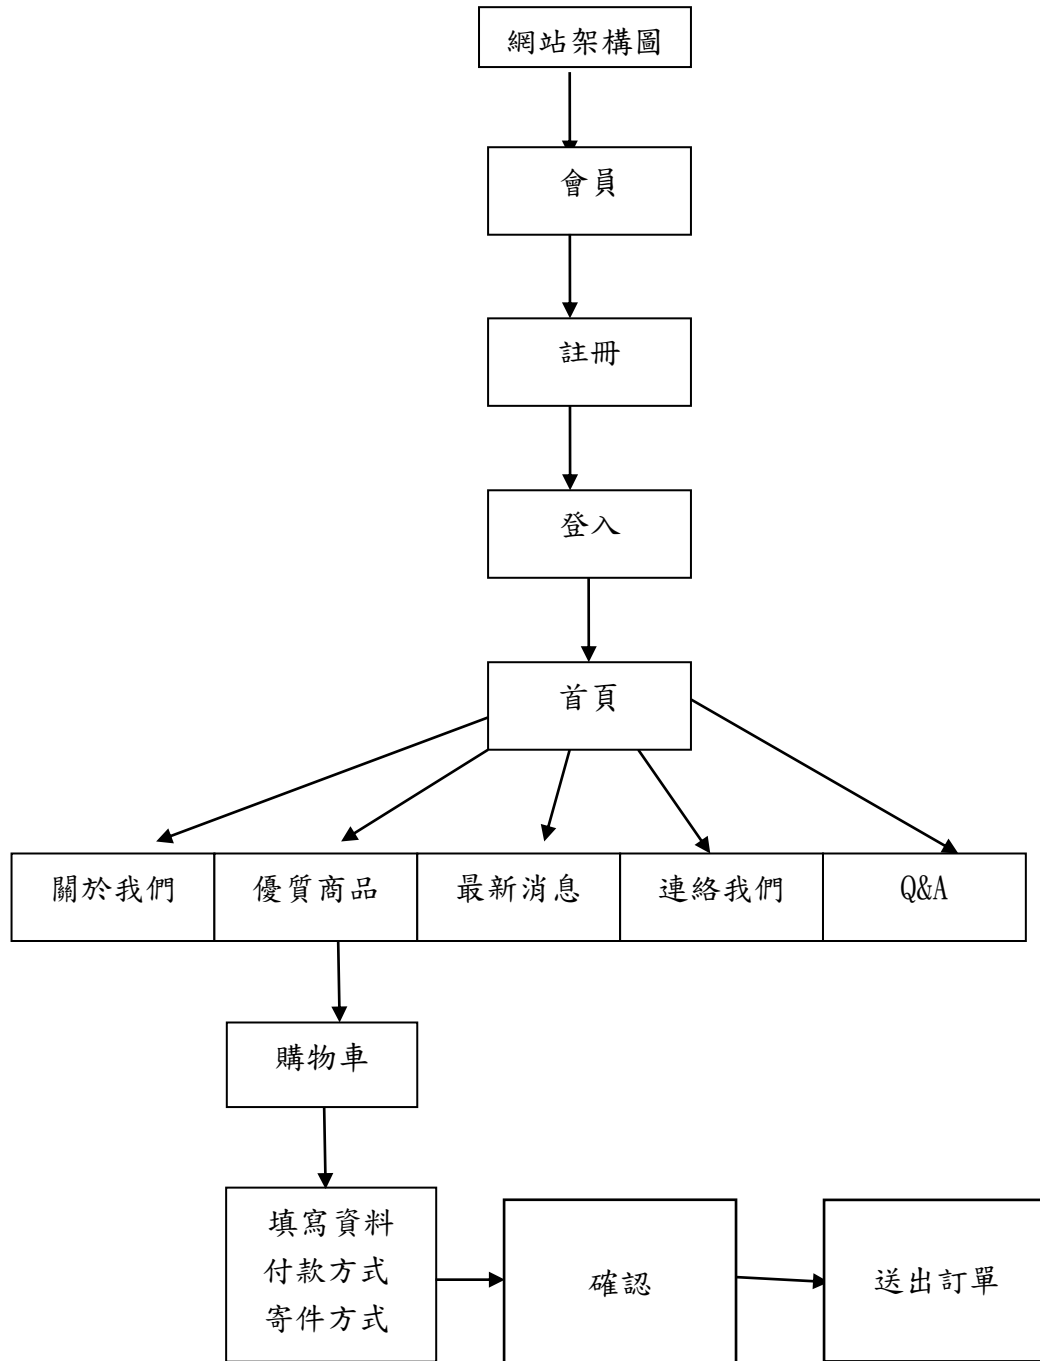 網站架構圖
會員
註冊
登入
首頁
關於我們
優質商品
最新消息
連絡我們
Q&A
購物車
填寫資料
付款方式
寄件方式
確認
送出訂單